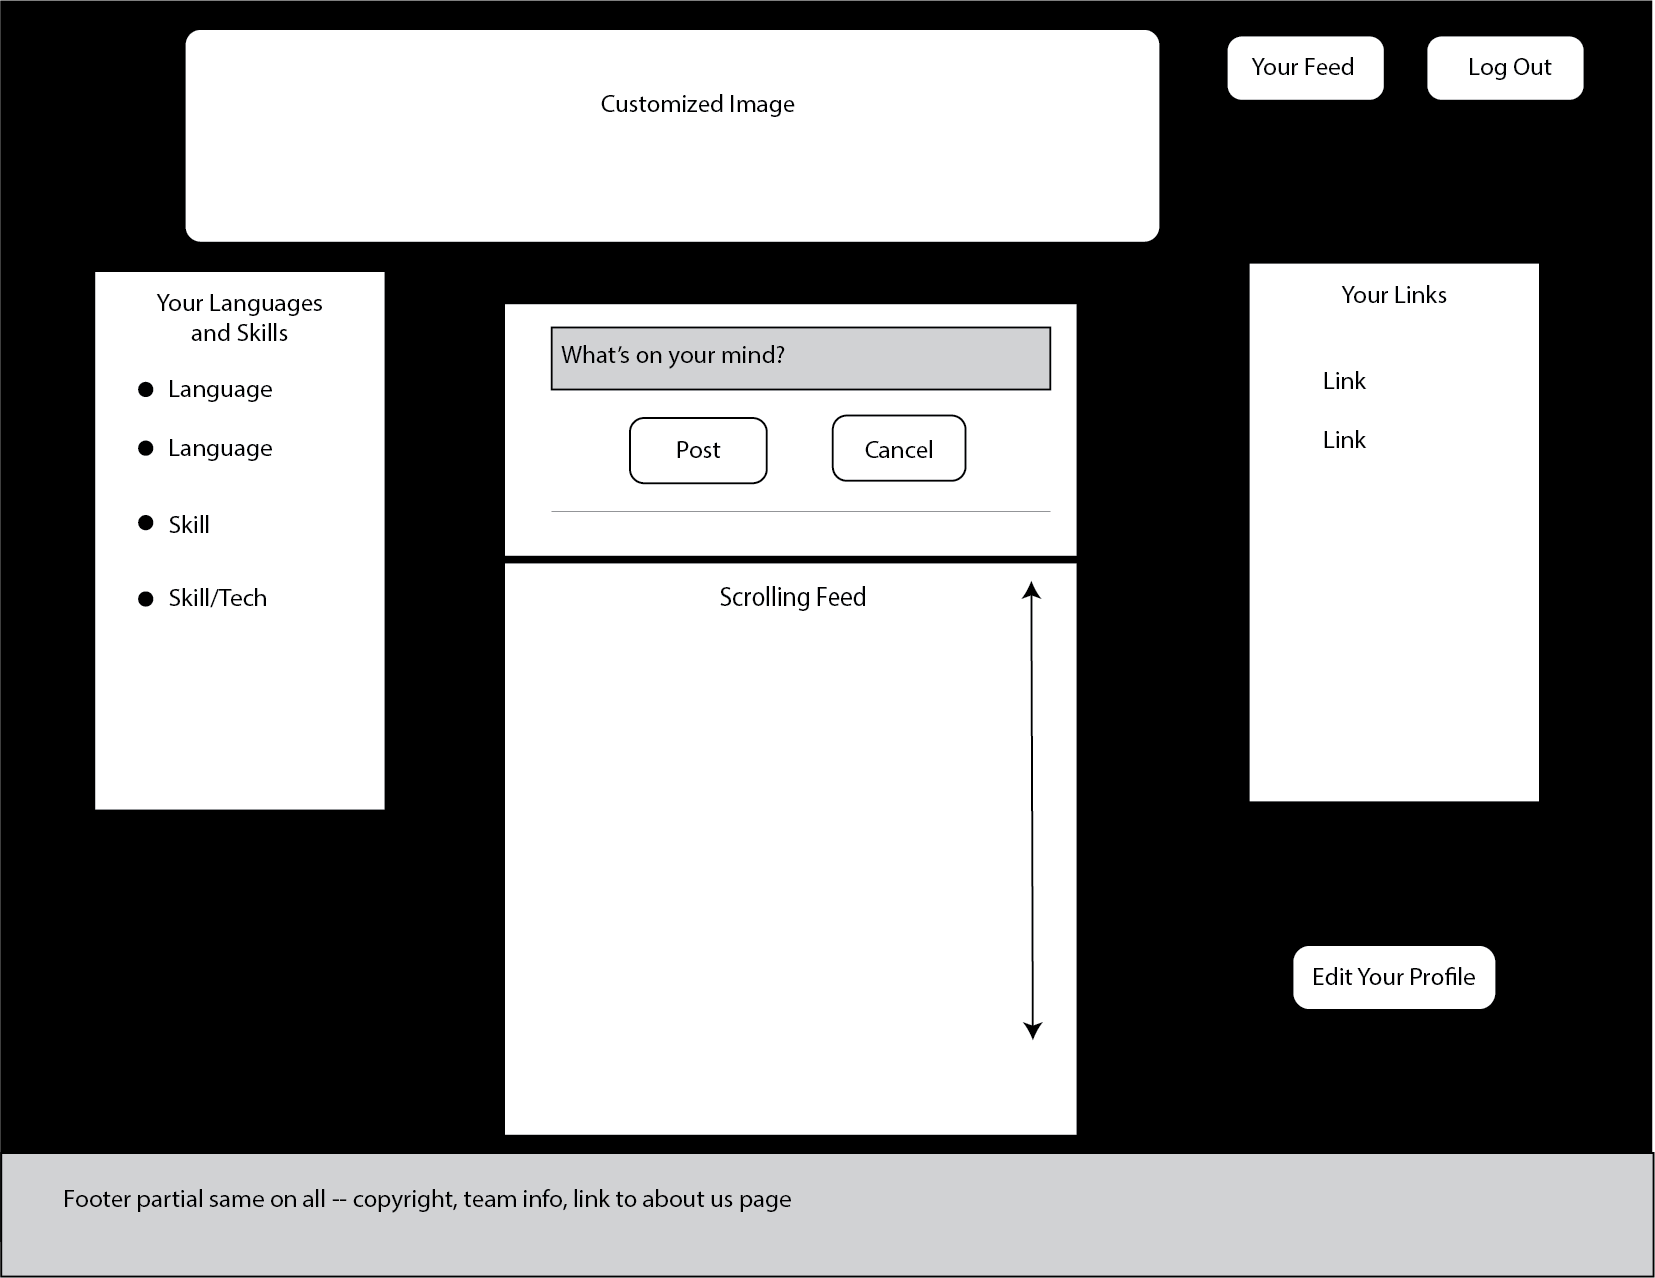 Customized Image
Your Feed
Log Out
Your Languages
and Skills
Language
Language
Skill
Skill/Tech
What's on your mind?
Post
Cancel
Scrolling Feed
Your Links
Link
Link
Edit Your Profile
Footer partial same on all -- copyright, team info, link to about us page